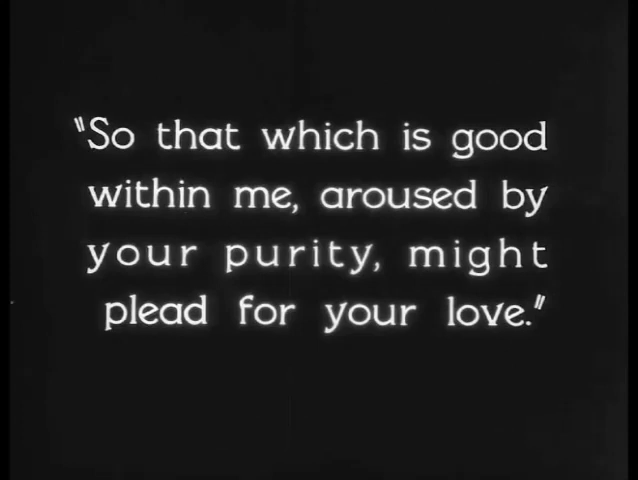 "So that which is good
within me, aroused by
your purity, might
plead for your love."